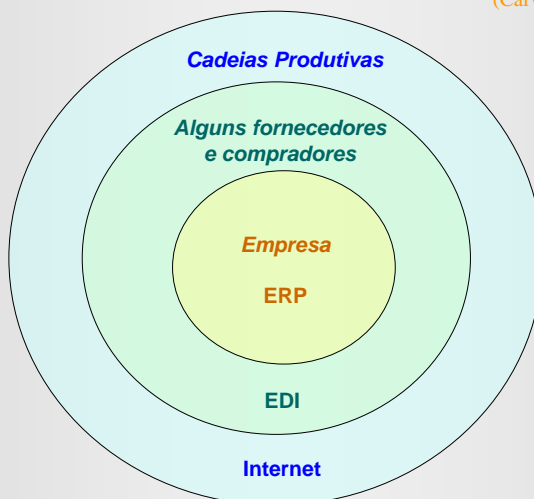 Cadeias Produtivas
Alguns fornecedores
e compradores
Empresa
ERP
EDI
Internet